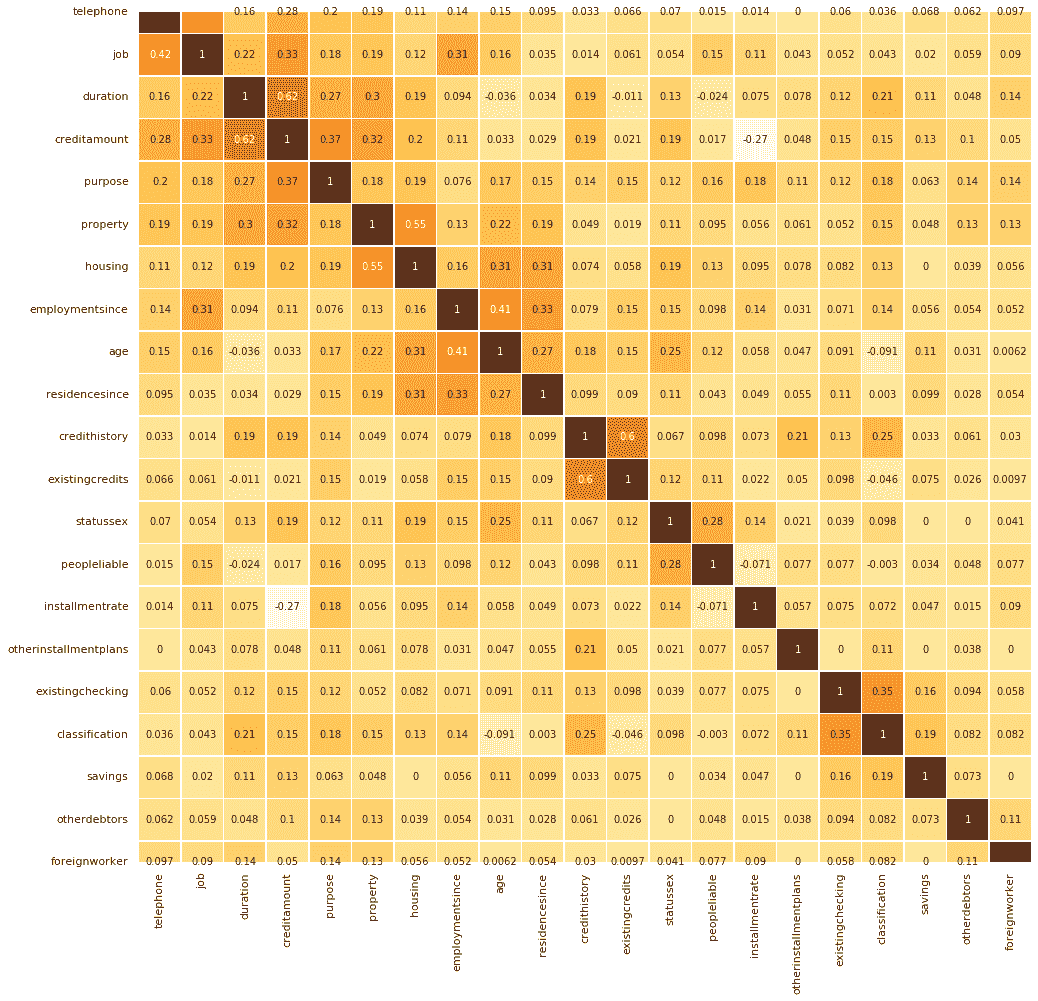 telephone 0.16 0.28 0.2 0.19 0.11 0.14 0.15 0.095 0.033 0.066 0.07 0.015 0.014 0 0.06 0.036 0.068 0.062 0.097
job 0.42 1 0.22 0.33 0.18 0.19 0.12 0.31 0.16 0.035 0.014 0.061 0.054 0.15 0.11 0.043 0.052 0.043 0.02 0.059 0.09
duration 0.16 0.22 1 0.62 0.27 0.3 0.19 0.094 -0.036 0.034 0.19 -0.011 0.13 -0.024 0.075 0.078 0.12 0.21 0.11 0.048 0.14
creditamount 0.28 0.33 0.62 1 0.37 0.32 0.2 0.11 0.033 0.029 0.19 0.021 0.19 0.017 -0.27 0.048 0.15 0.15 0.13 0.1 0.05
purpose 0.2 0.18 0.27 0.37 1 0.18 0.19 0.076 0.17 0.15 0.14 0.15 0.12 0.16 0.18 0.11 0.12 0.18 0.063 0.14 0.14
property 0.19 0.19 0.3 0.32 0.18 1 0.55 0.13 0.22 0.19 0.049 0.019 0.11 0.095 0.056 0.061 0.052 0.15 0.048 0.13 0.13
housing 0.11 0.12 0.19 0.2 0.19 0.55 1 0.16 0.31 0.31 0.074 0.058 0.19 0.13 0.095 0.078 0.082 0.13 0 0.039 0.056
employmentsince 0.14 0.31 0.094 0.11 0.076 0.13 0.16 1 0.41 0.33 0.079 0.15 0.15 0.098 0.14 0.031 0.071 0.14 0.056 0.054 0.052
age 0.15 0.16 -0.036 0.033 0.17 0.22 0.31 0.41 1 0.27 0.18 0.15 0.25 0.12 0.058 0.047 0.091 -0.091 0.11 0.031 0.0062
residencesince 0.095 0.035 0.034 0.029 0.15 0.19 0.31 0.33 0.27 1 0.099 0.09 0.11 0.043 0.049 0.055 0.11 0.003 0.099 0.028 0.054
credithistory 0.033 0.014 0.19 0.19 0.14 0.049 0.074 0.079 0.18 0.099 1 0.6 0.067 0.098 0.073 0.21 0.13 0.25 0.033 0.061 0.03
existingcredits 0.066 0.061 -0.011 0.021 0.15 0.019 0.058 0.15 0.15 0.09 0.6 1 0.12 0.11 0.022 0.05 0.098 -0.046 0.075 0.026 0.0097
statussex 0.07 0.054 0.13 0.19 0.12 0.11 0.19 0.15 0.25 0.11 0.067 0.12 1 0.28 0.14 0.021 0.039 0.098 0 0 0.041
peopleliable 0.015 0.15 -0.024 0.017 0.16 0.095 0.13 0.098 0.12 0.043 0.098 0.11 0.28 1 -0.071 0.077 0.077 -0.003 0.034 0.048 0.077
installmentrate 0.014 0.11 0.075 -0.27 0.18 0.056 0.095 0.14 0.058 0.049 0.073 0.022 0.14 -0.071 1 0.057 0.075 0.072 0.047 0.015 0.09
otherinstallmentplans 0 0.043 0.078 0.048 0.11 0.061 0.078 0.031 0.047 0.055 0.21 0.05 0.021 0.077 0.057 1 0 0.11 0 0.038 0
existingchecking 0.06 0.052 0.12 0.15 0.12 0.052 0.082 0.071 0.091 0.11 0.13 0.098 0.039 0.077 0.075 0 1 0.35 0.16 0.094 0.058
classification 0.036 0.043 0.21 0.15 0.18 0.15 0.13 0.14 -0.091 0.003 0.25 -0.046 0.098 -0.003 0.072 0.11 0.35 1 0.19 0.082 0.082
savings 0.068 0.02 0.11 0.13 0.063 0.048 0 0.056 0.11 0.099 0.033 0.075 0 0.034 0.047 0 0.16 0.19 1 0.073 0
otherdebtors 0.062 0.059 0.048 0.1 0.14 0.13 0.039 0.054 0.031 0.028 0.061 0.026 0 0.048 0.015 0.038 0.094 0.082 0.073 1 0.11
foreignworker 0.097 0.09 0.14 0.05 0.14 0.13 0.056 0.052 0.0062 0.054 0.03 0.0097 0.041 0.077 0.09 0 0.058 0.082 0 0.11
telephone
job
duration
creditamount
purpose
property
housing
employmentsince
age
residencesince
credithistory
existingcredits
statussex
peopleliable
installmentrate
otherinstallmentplans
existingchecking
classification
savings
otherdebtors
foreignworker